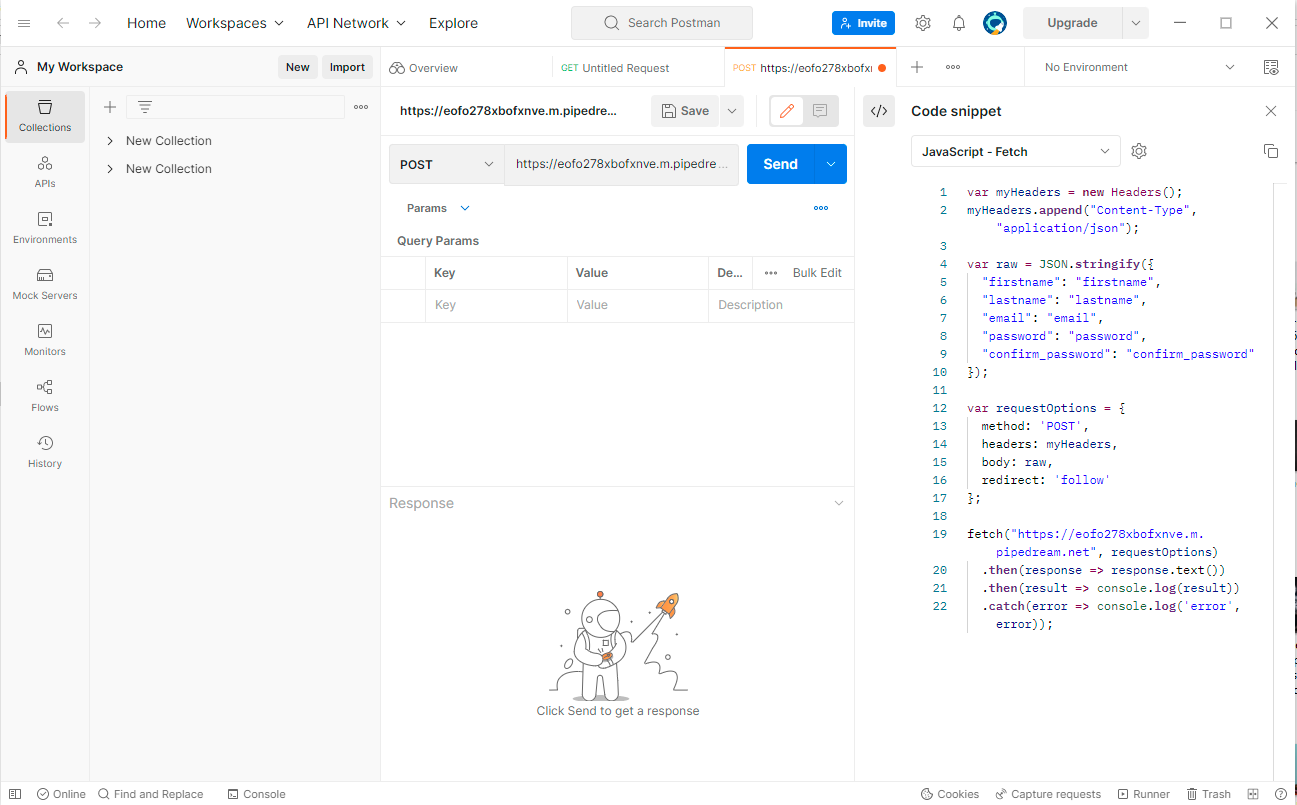 Home Workspaces API Network Explore Search Postman Invite Upgrade
My Workspace New Import Overview GET Untitled Request POST https://eofo278xbofxr No Environment
Collections
APIs
Environments
Mock Servers
Monitors
Flows
History
New Collection
New Collection
https://eofo278xbofxnve.m.pipedre... Save
POST https://eofo278xbofxnve.m.pipedre... Send
Params
Query Params
Key Value De... Bulk Edit
Key Value Description
Response
Click Send to get a response
Code snippet
JavaScript - Fetch
1 var myHeaders = new Headers();
2 myHeaders.append("Content-Type",
"application/json");
3
4 var raw = JSON.stringify({
5 "firstname": "firstname",
6 "lastname": "lastname",
7 "email": "email",
8 "password": "password",
9 "confirm_password": "confirm_password"
10 });
11
12 var requestOptions = {
13 method: 'POST',
14 headers: myHeaders,
15 body: raw,
16 redirect: 'follow'
17 };
18
19 fetch("https://eofo278xbofxnve.m.
pipedream.net", requestOptions)
20 .then(response => response.text())
21 .then(result => console.log(result))
22 .catch(error => console.log('error',
error));
Online Find and Replace Console Cookies Capture requests Runner Trash